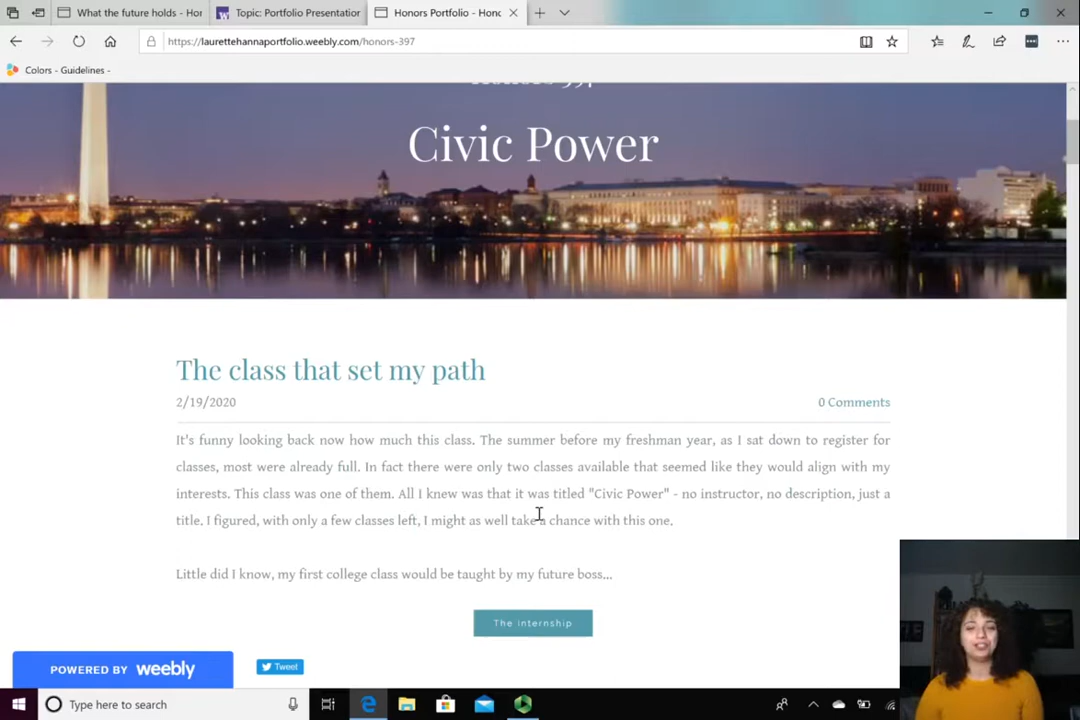 What the future holds - Hor
Topic: Portfolio Presentation
Honors Portfolio - Hono
https://laurettehannaportfolio.weebly.com/honors-397
Colors - Guidelines -
Civic Power
The class that set my path
2/19/2020
0 Comments
It's funny looking back now how much this class. The summer before my freshman year, as I sat down to register for
classes, most were already full. In fact there were only two classes available that seemed like they would align with my
interests. This class was one of them. All I knew was that it was titled "Civic Power" - no instructor, no description, just a
title. I figured, with only a few classes left, I might as well take a chance with this one.
Little did I know, my first college class would be taught by my future boss...
The Internship
POWERED BY weebly
Tweet
Type here to search